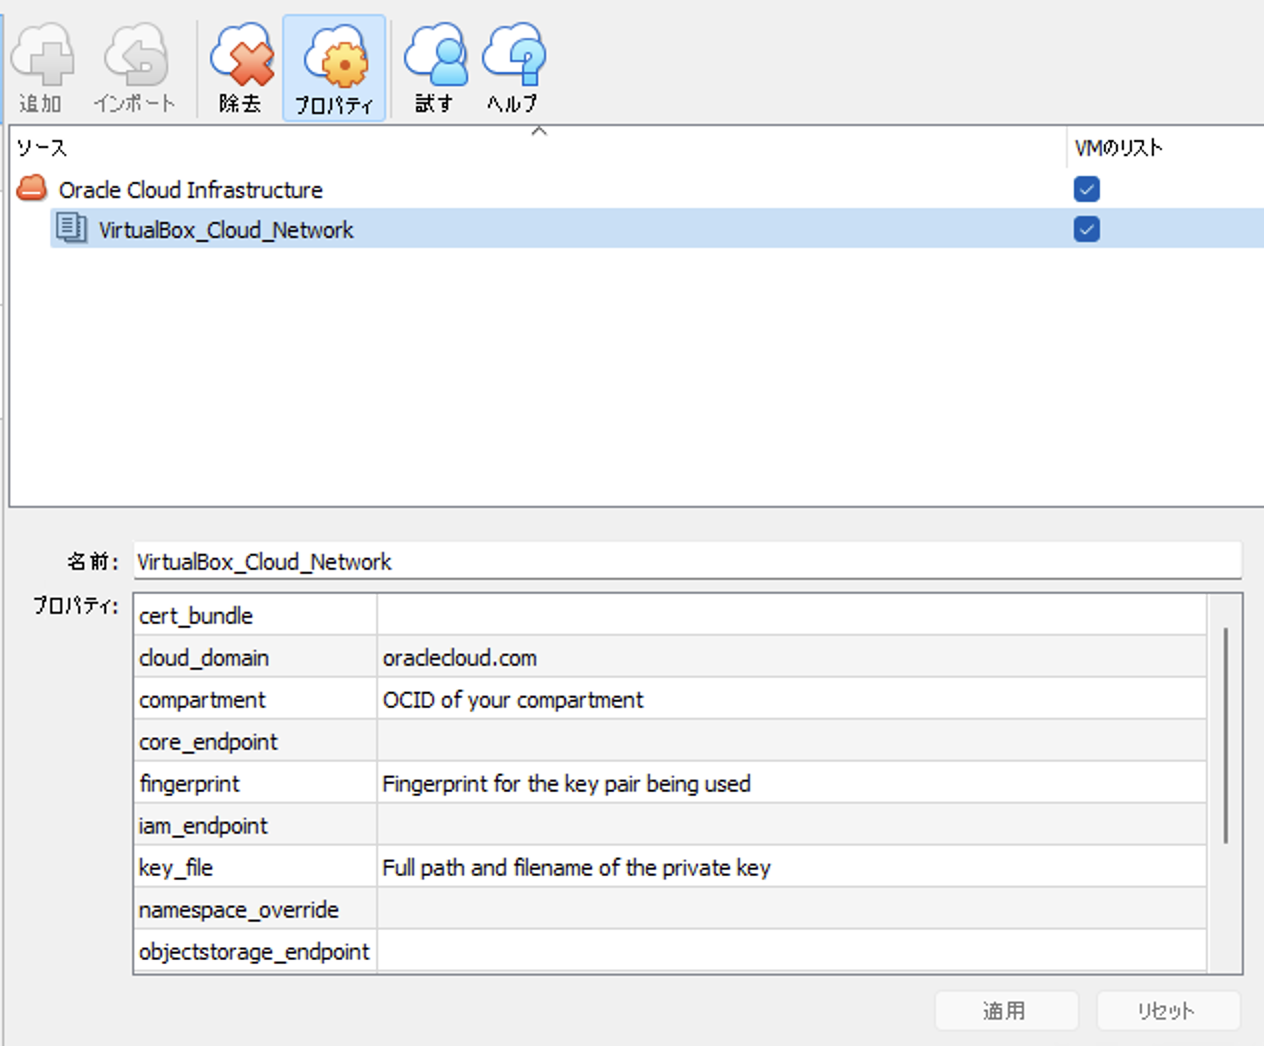 追加 インポート 除去 プロパティ 試す ヘルプ
ソース VMのリスト
Oracle Cloud Infrastructure
VirtualBox_Cloud_Network
名前: VirtualBox_Cloud_Network
プロパティ:
cert_bundle
cloud_domain oraclecloud.com
compartment OCID of your compartment
core_endpoint
fingerprint Fingerprint for the key pair being used
iam_endpoint
key_file Full path and filename of the private key
namespace_override
objectstorage_endpoint
適用 リセット